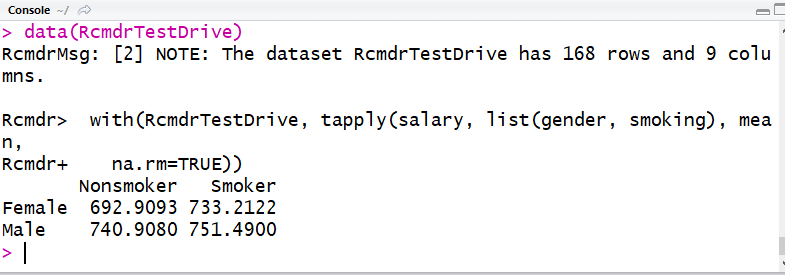 Console ~/
> data(RcmdrTestDrive)
RcmdrMsg: [2] NOTE: The dataset RcmdrTestDrive has 168 rows and 9 colu
mns.
Rcmdr>  with(RcmdrTestDrive, tapply(salary, list(gender, smoking), mea
n,
Rcmdr+    na.rm=TRUE))
       Nonsmoker   Smoker
Female  692.9093 733.2122
Male    740.9080 751.4900
>